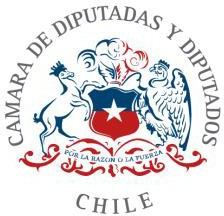 CAMARA DE DIPUTADAS Y DIPUTADOS
POR LA RAZON O LA FUERZA
CHILE